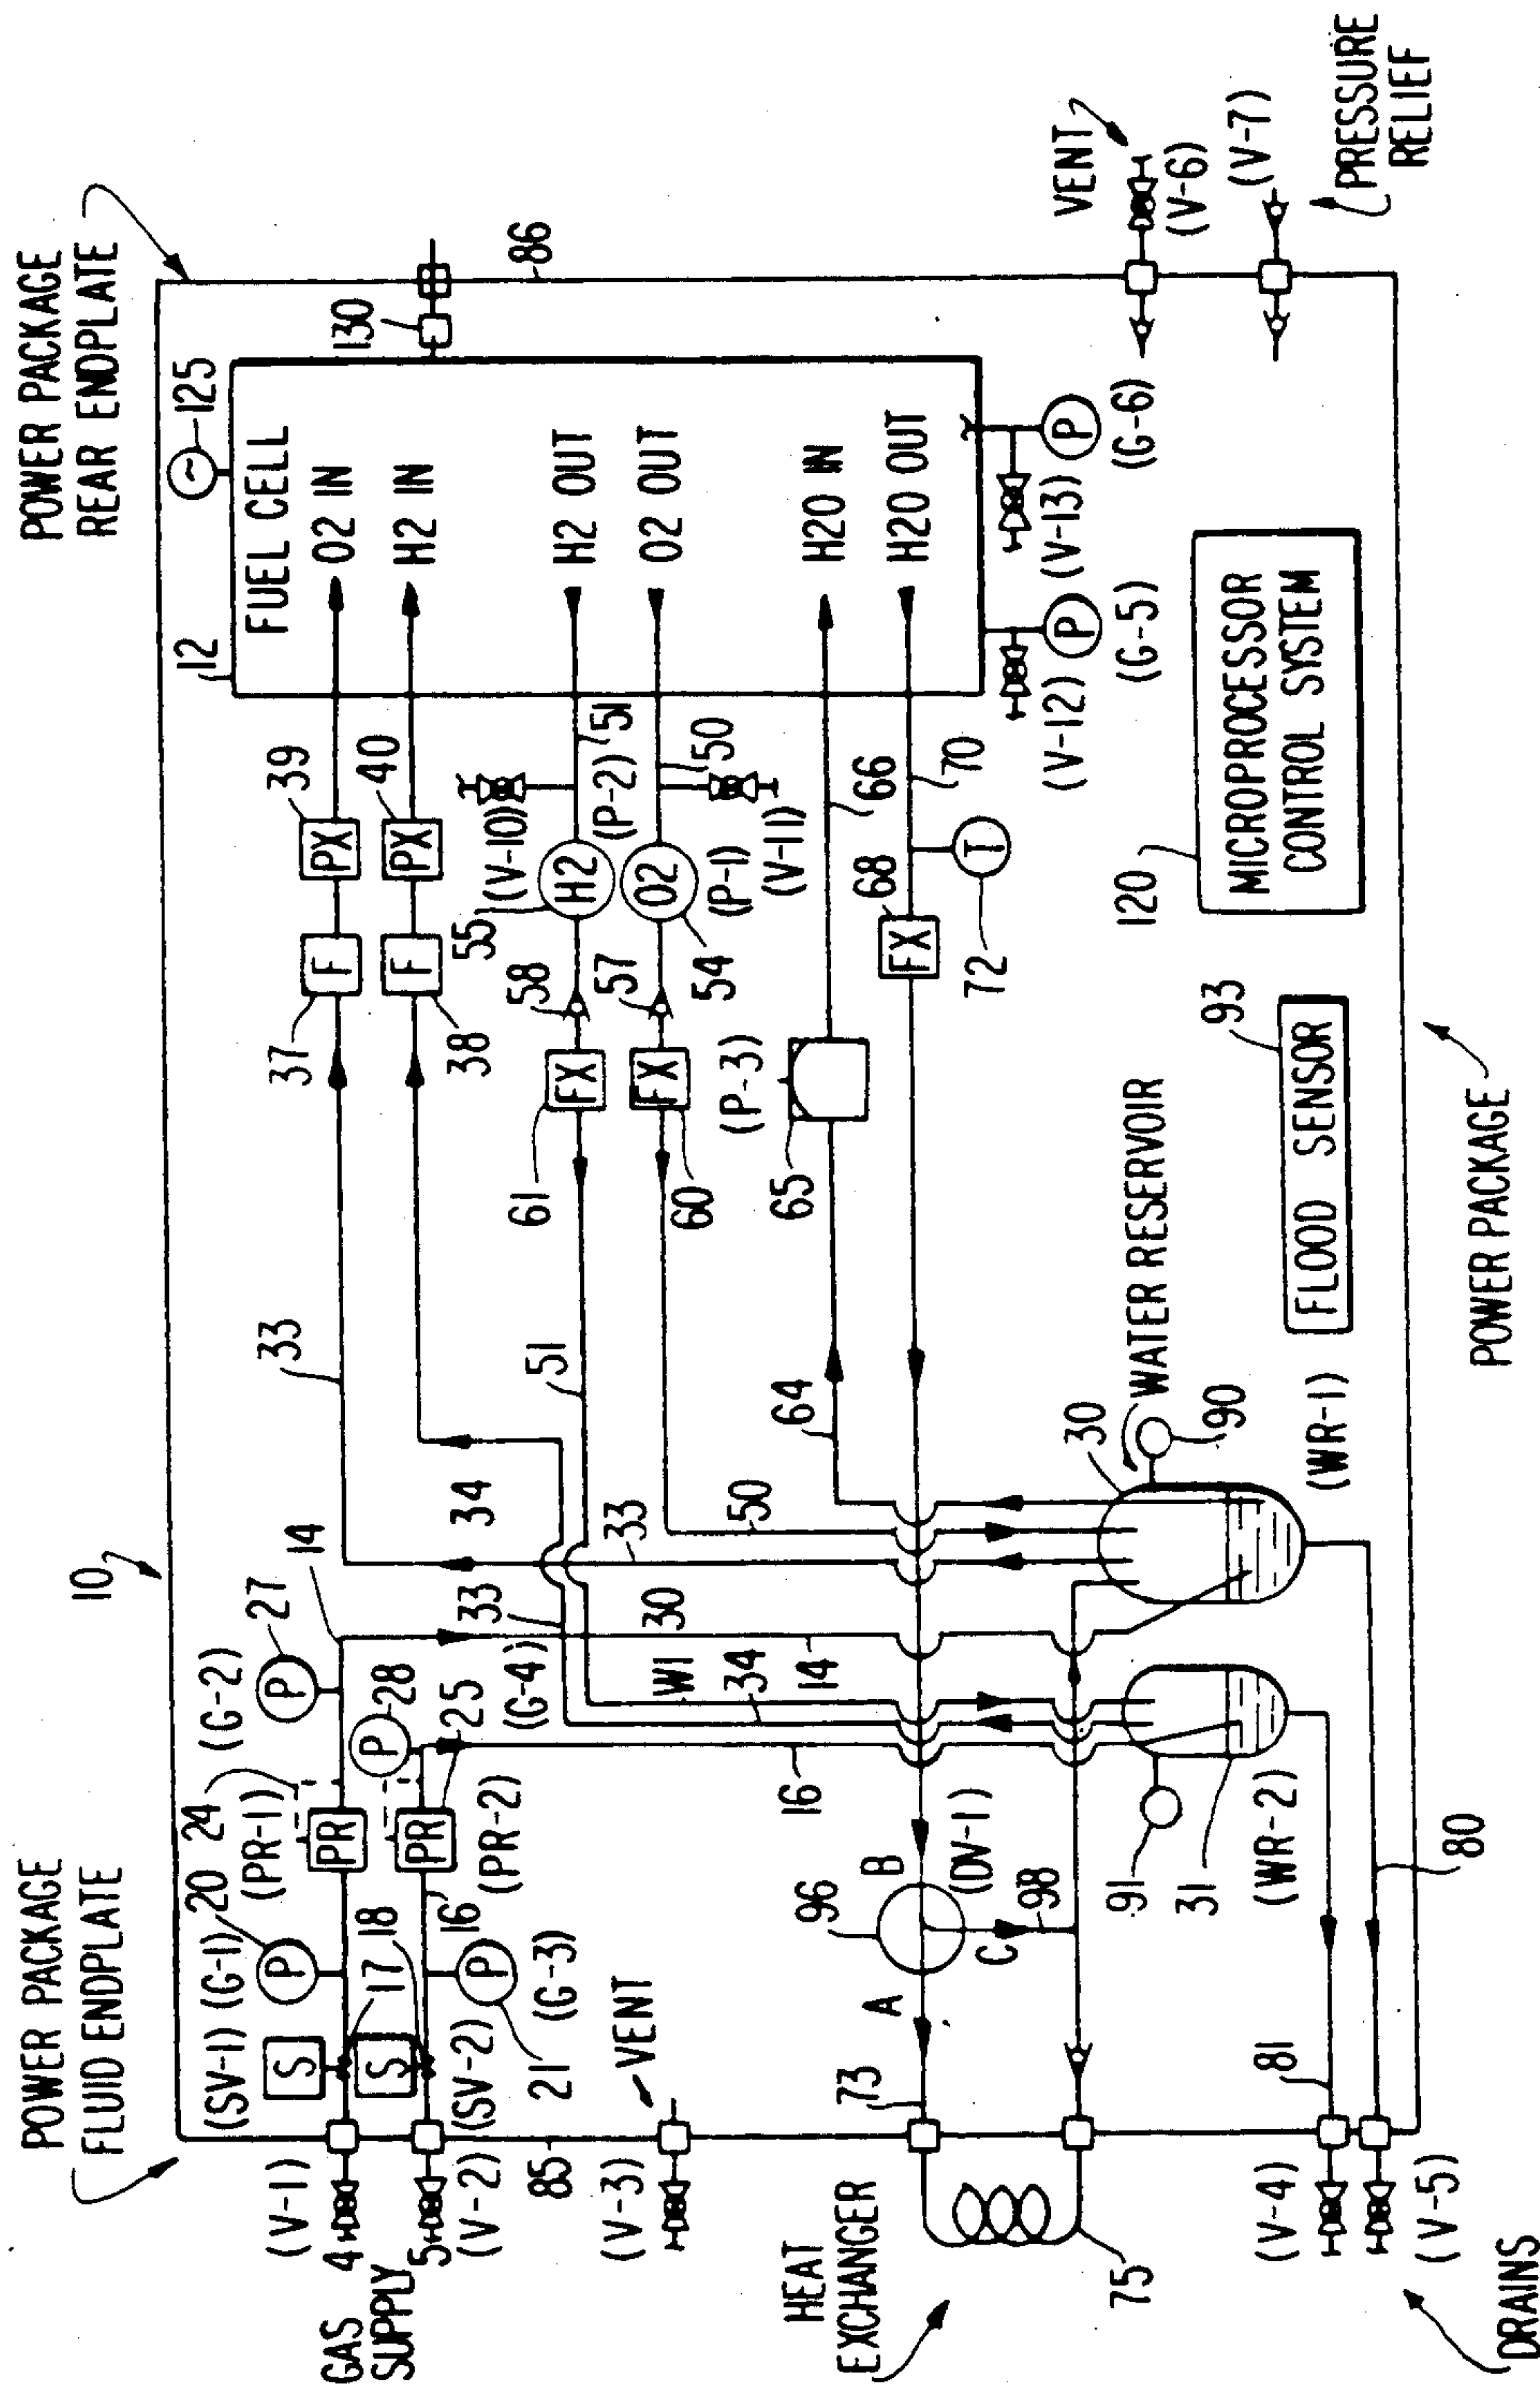 POWER PACKAGE
FLUID ENDPLATE
10
POWER PACKAGE
REAR ENDPLATE
(V-1)
4
GAS
SUPPLY
5
(V-2)
(SV-1)
S
(G-1)
P
20
24
(PR-1)
PR
(G-2)
P
27
14
33
37
F
39
PX
12
FUEL CELL
125
~
O2 IN
130
17
18
S
(SV-2)
P
21
(G-3)
16
PR
(PR-2)
25
P
28
(G-4)
33
34
38
F
40
PX
H2 IN
86
85
VENT
(V-3)
W1
34
30
14
33
51
61
FX
58
55
H2
(V-10)
(P-2)
51
H2 OUT
16
50
60
FX
57
54
O2
(P-1)
(V-11)
50
O2 OUT
64
65
(P-3)
66
H2O IN
HEAT
EXCHANGER
75
73
A
96
B
(DV-1)
C
98
68
FX
72
T
70
H2O OUT
VENT
(V-6)
(V-7)
PRESSURE
RELIEF
91
31
(WR-2)
30
WATER RESERVOIR
90
(WR-1)
(V-12)
P
(G-5)
(V-13)
P
(G-6)
93
FLOOD SENSOR
120
MICROPROCESSOR
CONTROL SYSTEM
(V-4)
81
80
(V-5)
DRAINS
POWER PACKAGE